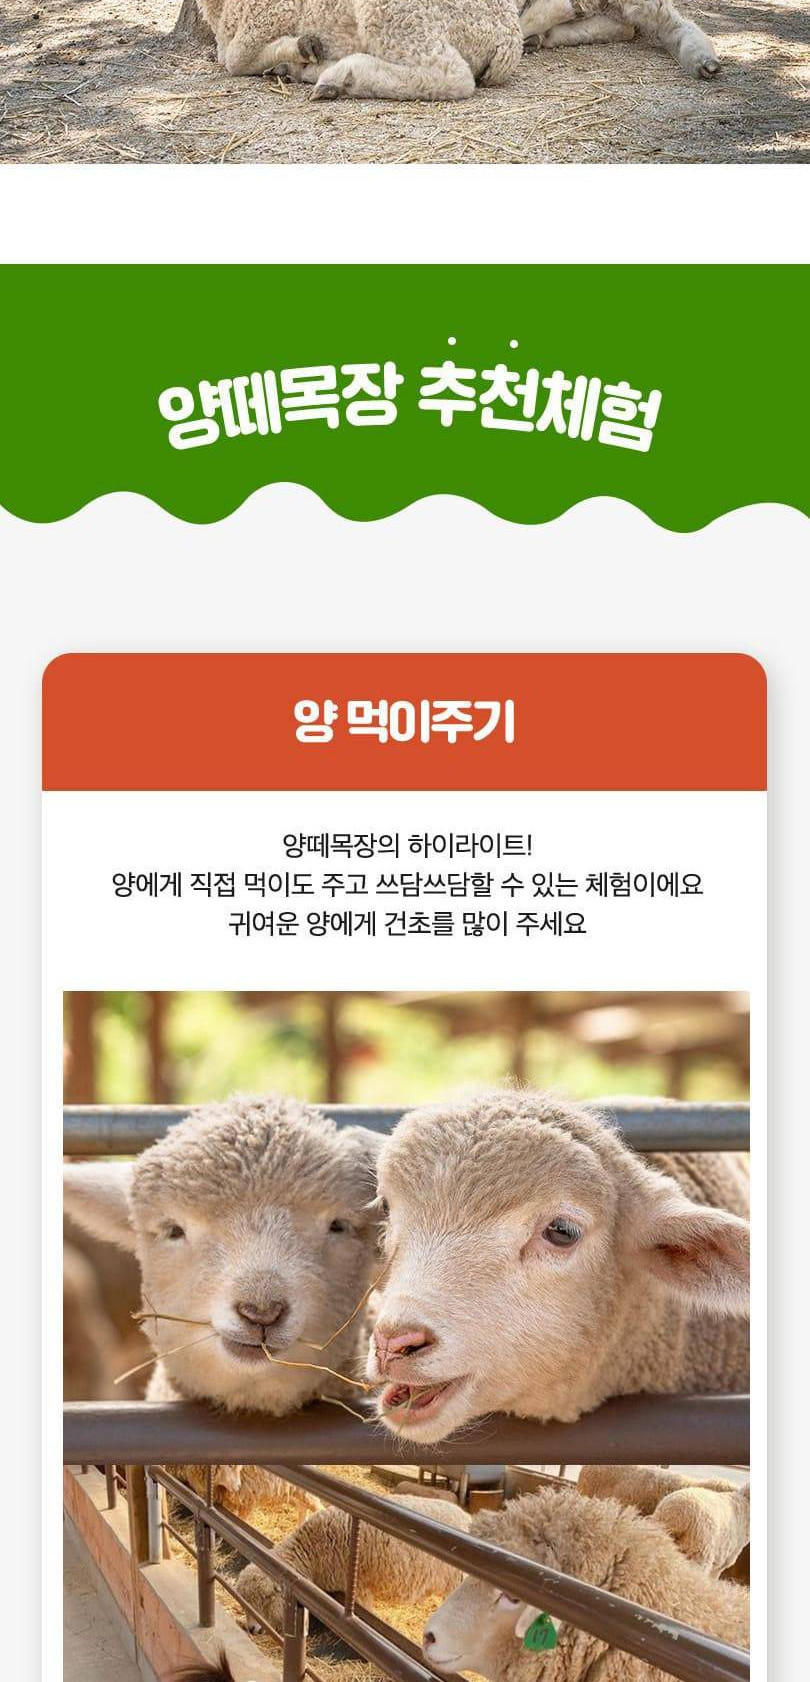 양떼목장 추천체험
양 먹이주기
양떼목장의 하이라이트!
양에게 직접 먹이도 주고 쓰담쓰담할 수 있는 체험이에요
귀여운 양에게 건초를 많이 주세요
17